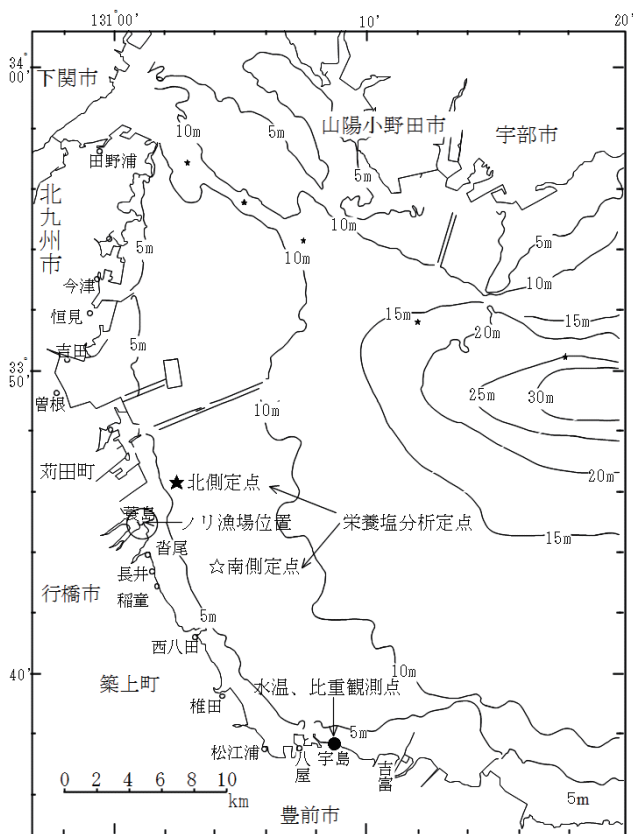 131°00′
10′
20′
34°
00′
下関市
山陽小野田市
宇部市
10m
5m
5m
田野浦
北九州市
10m
5m
5m
10m
10m
今津
15m
15m
恒見
20m
5m
吉田
33°
50′
25m
曽根
30m
10m
20m
苅田町
★北側定点
蓑島
ノリ漁場位置
栄養塩分析定点
15m
沓尾
☆南側定点
長井
行橋市
稲童
5m
西八田
10m
40′
築上町
水温、比重観測点
椎田
5m
松江浦
八屋
宇島
吉富
0 2 4 6 8 10
km
5m
豊前市